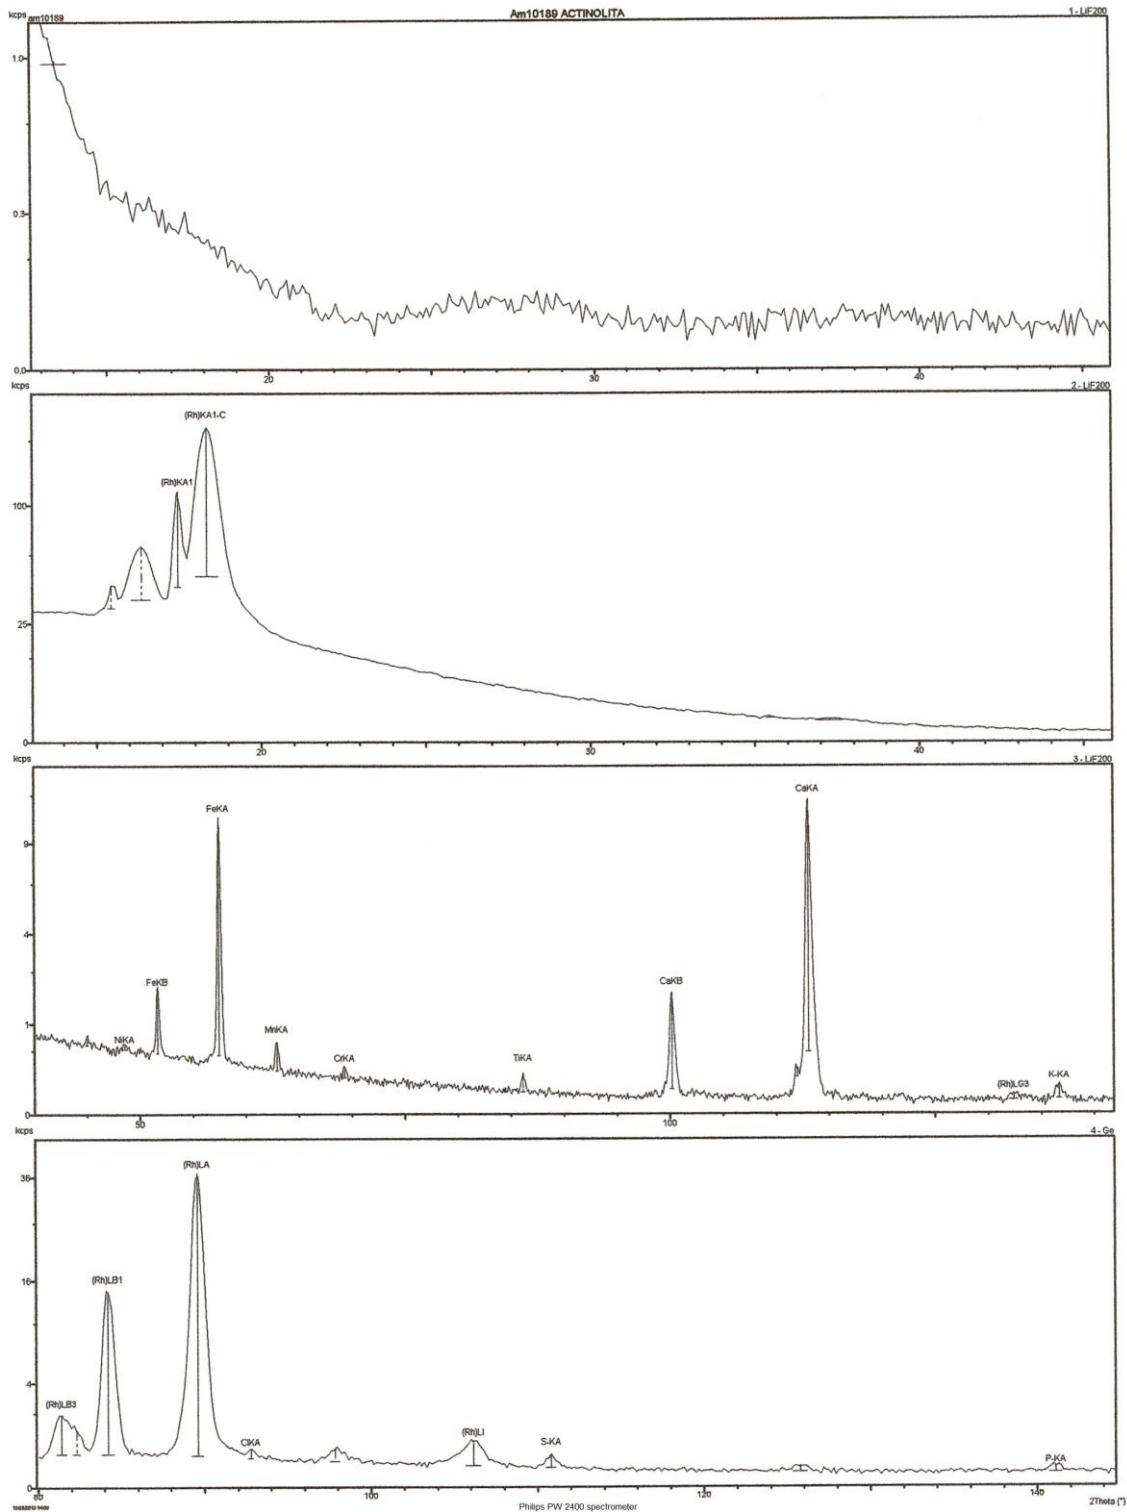 Am10189 ACTINOLITA
kcps am10189 1 - LiF200
1.0
0.3
0.0
20 30 40
kcps 2 - LiF200
(Rh)KA1-C
(Rh)KA1
100
25
0
20 30 40
kcps 3 - LiF200
CaKA
FeKA
9
4
FeKB CaKB
1
MnKA
NiKA CrKA TiKA (Rh)LG3 K-KA
0
50 100
kcps 4 - Ge
(Rh)LA
36
(Rh)LB1
16
4
(Rh)LB3
ClKA (Rh)Ll S-KA P-KA
0
80 100 120 140
2Theta (°)
Philips PW 2400 spectrometer